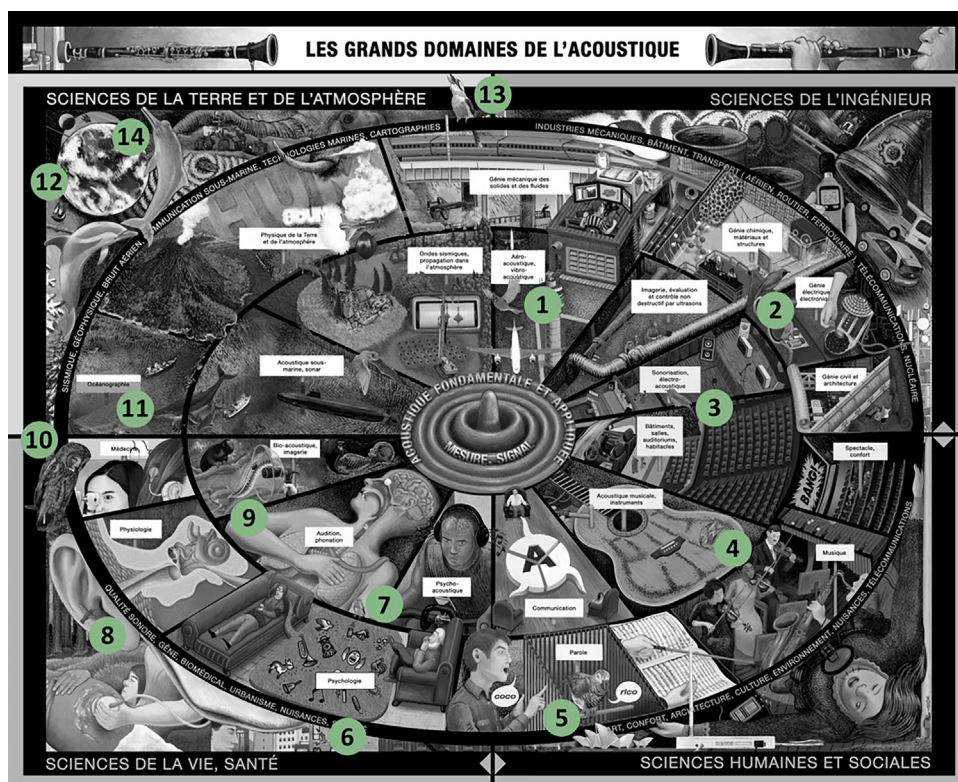 LES GRANDS DOMAINES DE L'ACOUSTIQUE
SCIENCES DE LA TERRE ET DE L'ATMOSPHÈRE
13
SCIENCES DE L'INGÉNIEUR
14
12
SISMIQUE, GÉOPHYSIQUE, BRUIT AÉRIEN, COMMUNICATION SOUS-MARINE, TECHNOLOGIES MARINES, CARTOGRAPHIES
INDUSTRIES MÉCANIQUES, BÂTIMENT, TRANSPORT AÉRIEN, ROUTIER, FERROVIAIRE, TÉLÉCOMMUNICATIONS, NUCLÉAIRE
Génie mécanique des
solides et des fluides
Physique de la Terre
et de l'atmosphère
Génie chimique,
matériaux et
structures
Ondes sismiques,
propagation dans
l'atmosphère
Aéro-
acoustique,
vibro-
acoustique
Imagerie, évaluation
et contrôle non
destructif par ultrasons
Génie
électrique
électronique
1
2
Océanographie
Acoustique sous-
marine, sonar
Sonorisation,
électro-
acoustique
Génie civil et
architecture
11
3
ACOUSTIQUE FONDAMENTALE ET APPLIQUÉE
MESURE, SIGNAL
10
Médecine
Bio-acoustique,
imagerie
Bâtiments,
salles,
auditoriums,
habitacles
Spectacle,
confort
BANG
Physiologie
9
Audition,
phonation
Psycho-
acoustique
A
Acoustique musicale,
instruments
4
Musique
7
Communication
8
Psychologie
Parole
coco
rico
5
6
QUALITÉ SONORE, GÊNE, BIOMÉDICAL, URBANISME, NUISANCES,
ART, CONFORT, ARCHITECTURE, CULTURE, ENVIRONNEMENT, NUISANCES, TÉLÉCOMMUNICATIONS
SCIENCES DE LA VIE, SANTÉ
SCIENCES HUMAINES ET SOCIALES